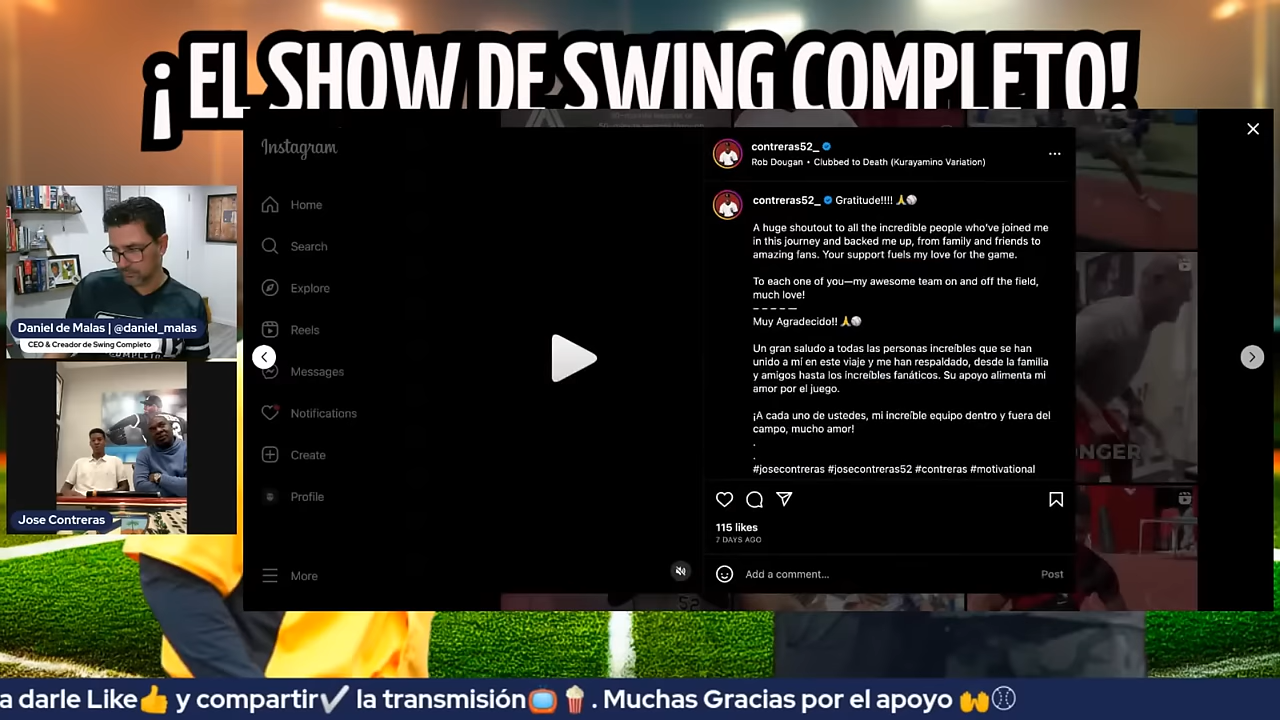 ¡EL SHOW DE SWING COMPLETO!
Instagram
Home
Search
Explore
Reels
Messages
Notifications
Create
Profile
More
contreras52_
Rob Dougan • Clubbed to Death (Kurayamino Variation)
contreras52_ Gratitude!!!! 🙏⚾
A huge shoutout to all the incredible people who've joined me
in this journey and backed me up, from family and friends to
amazing fans. Your support fuels my love for the game.
To each one of you—my awesome team on and off the field,
much love!
_ _ _ _ _
Muy Agradecido!! 🙏⚾
Un gran saludo a todas las personas increíbles que se han
unido a mí en este viaje y me han respaldado, desde la familia
y amigos hasta los increíbles fanáticos. Su apoyo alimenta mi
amor por el juego.
¡A cada uno de ustedes, mi increíble equipo dentro y fuera del
campo, mucho amor!
.
.
#josecontreras #josecontreras52 #contreras #motivational
115 likes
7 DAYS AGO
Add a comment...
Post
NGER
Daniel de Malas | @daniel_malas
CEO & Creador de Swing Completo
Jose Contreras
52
a darle Like👍 y compartir✔️ la transmisión📺🍿. Muchas Gracias por el apoyo 🙌⚾